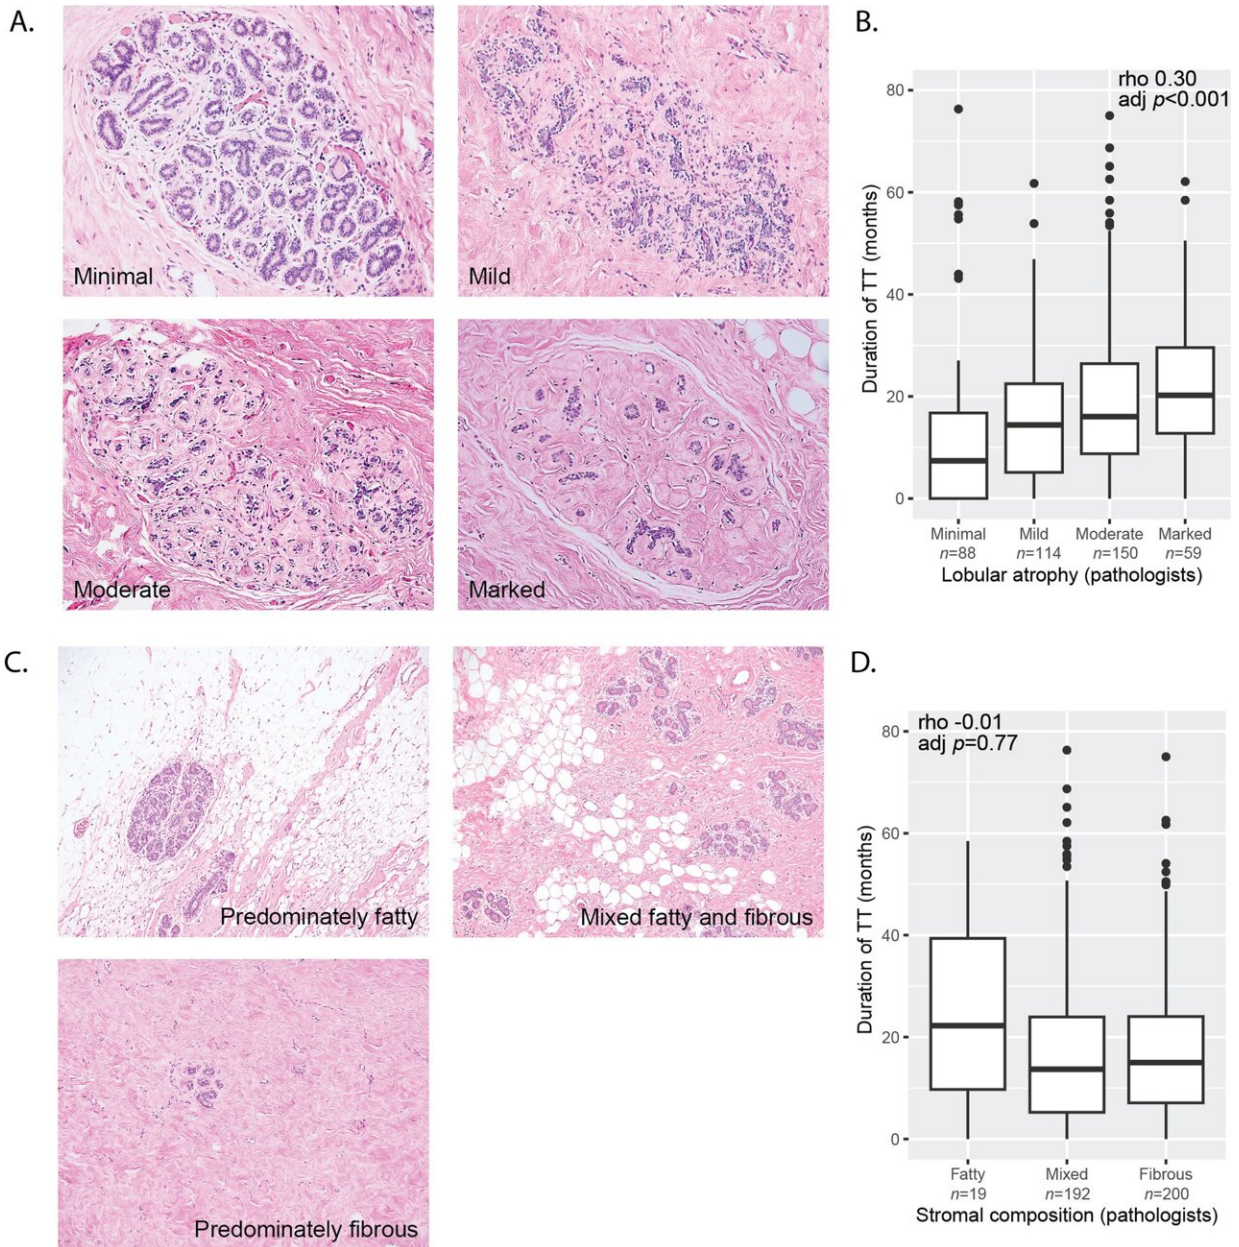 A.
Minimal
Mild
Moderate
Marked
B.
rho 0.30
adj p<0.001
80
60
40
20
0
Duration of TT (months)
Minimal Mild Moderate Marked
n=88 n=114 n=150 n=59
Lobular atrophy (pathologists)
C.
Predominately fatty
Mixed fatty and fibrous
Predominately fibrous
D.
rho -0.01
adj p=0.77
80
60
40
20
0
Duration of TT (months)
Fatty Mixed Fibrous
n=19 n=192 n=200
Stromal composition (pathologists)